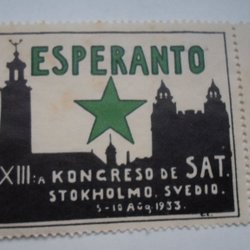 ESPERANTO
XIII:A KONGRESO DE SAT.
STOKHOLMO, SVEDIO.
5-10 Aŭg. 1933.